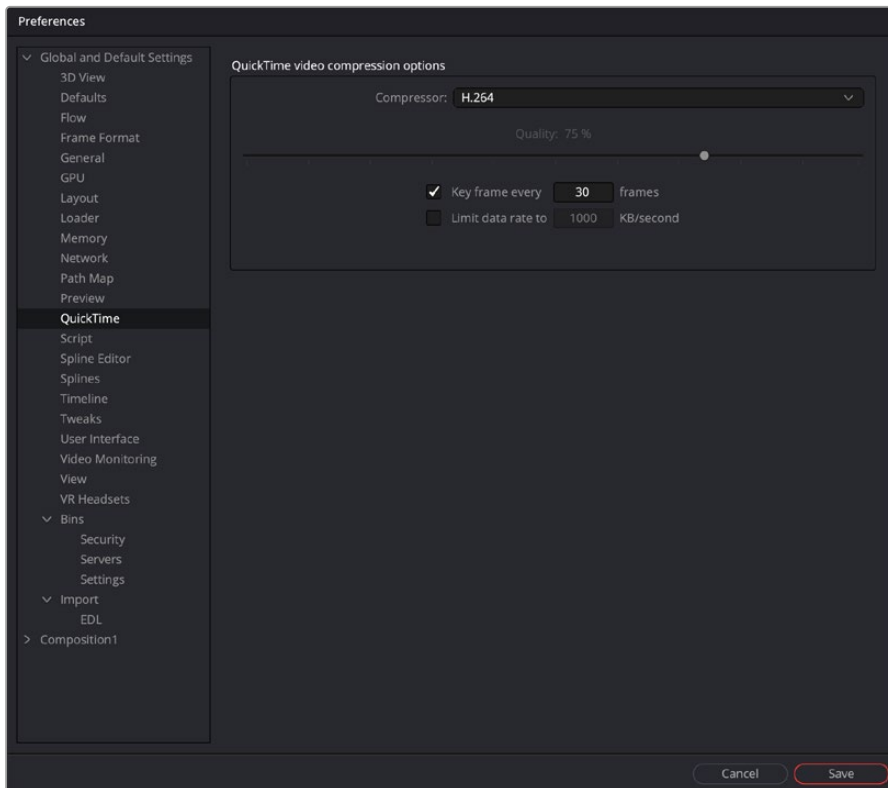 Preferences
Global and Default Settings
3D View
Defaults
Flow
Frame Format
General
GPU
Layout
Loader
Memory
Network
Path Map
Preview
QuickTime
Script
Spline Editor
Splines
Timeline
Tweaks
User Interface
Video Monitoring
View
VR Headsets
Bins
Security
Servers
Settings
Import
EDL
Composition1
QuickTime video compression options
Compressor: H.264
Quality: 75 %
Key frame every 30 frames
Limit data rate to 1000 KB/second
Cancel Save